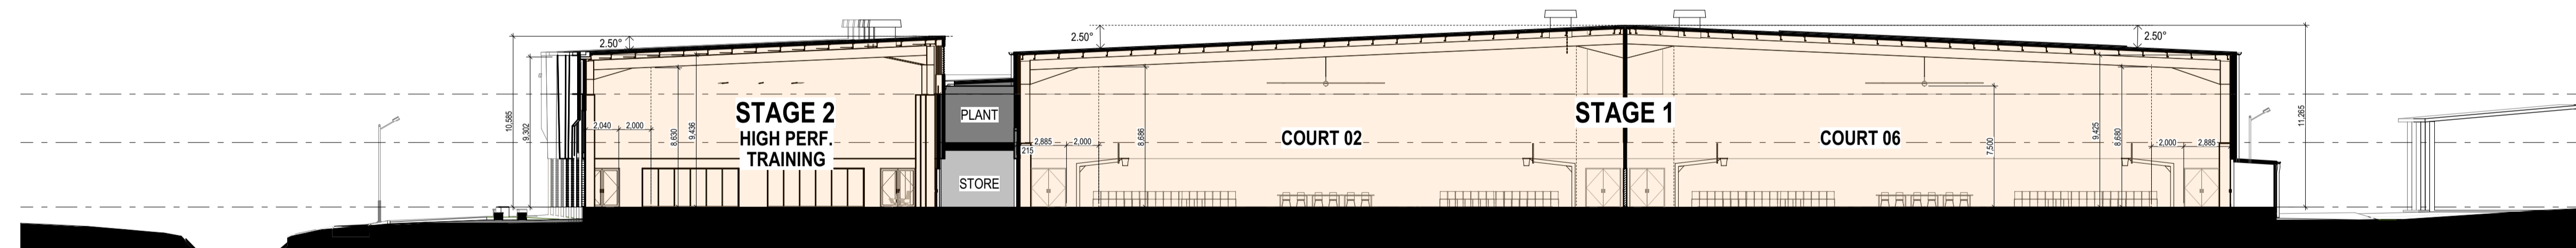 2.50°
10,585
9,302
2,040
2,000
8,630
9,436
STAGE 2
HIGH PERF.
TRAINING
PLANT
STORE
2.50°
215
2,885
2,000
8,686
COURT 02
STAGE 1
COURT 06
7,500
9,425
8,680
2,000
2,885
2.50°
11,265